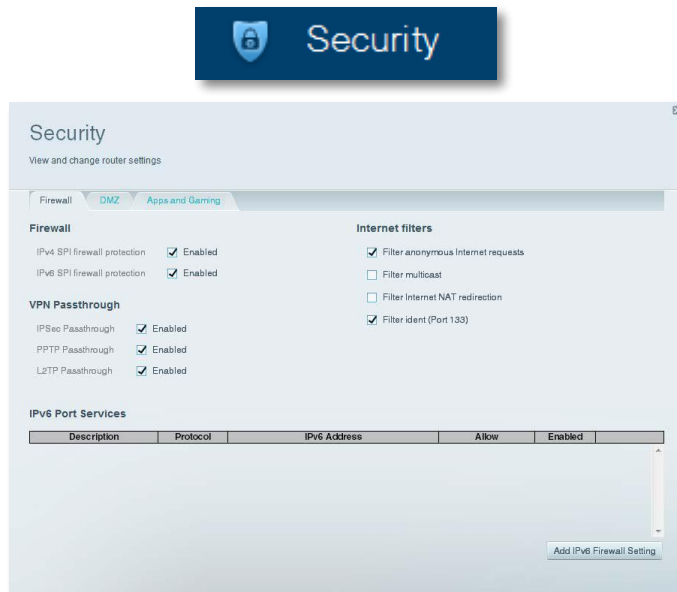 Security
Security
View and change router settings
Firewall DMZ Apps and Gaming
Firewall
IPv4 SPI firewall protection Enabled
IPv6 SPI firewall protection Enabled
VPN Passthrough
IPSec Passthrough Enabled
PPTP Passthrough Enabled
L2TP Passthrough Enabled
Internet filters
Filter anonymous Internet requests
Filter multicast
Filter Internet NAT redirection
Filter ident (Port 133)
IPv6 Port Services
Description Protocol IPv6 Address Allow Enabled
Add IPv6 Firewall Setting